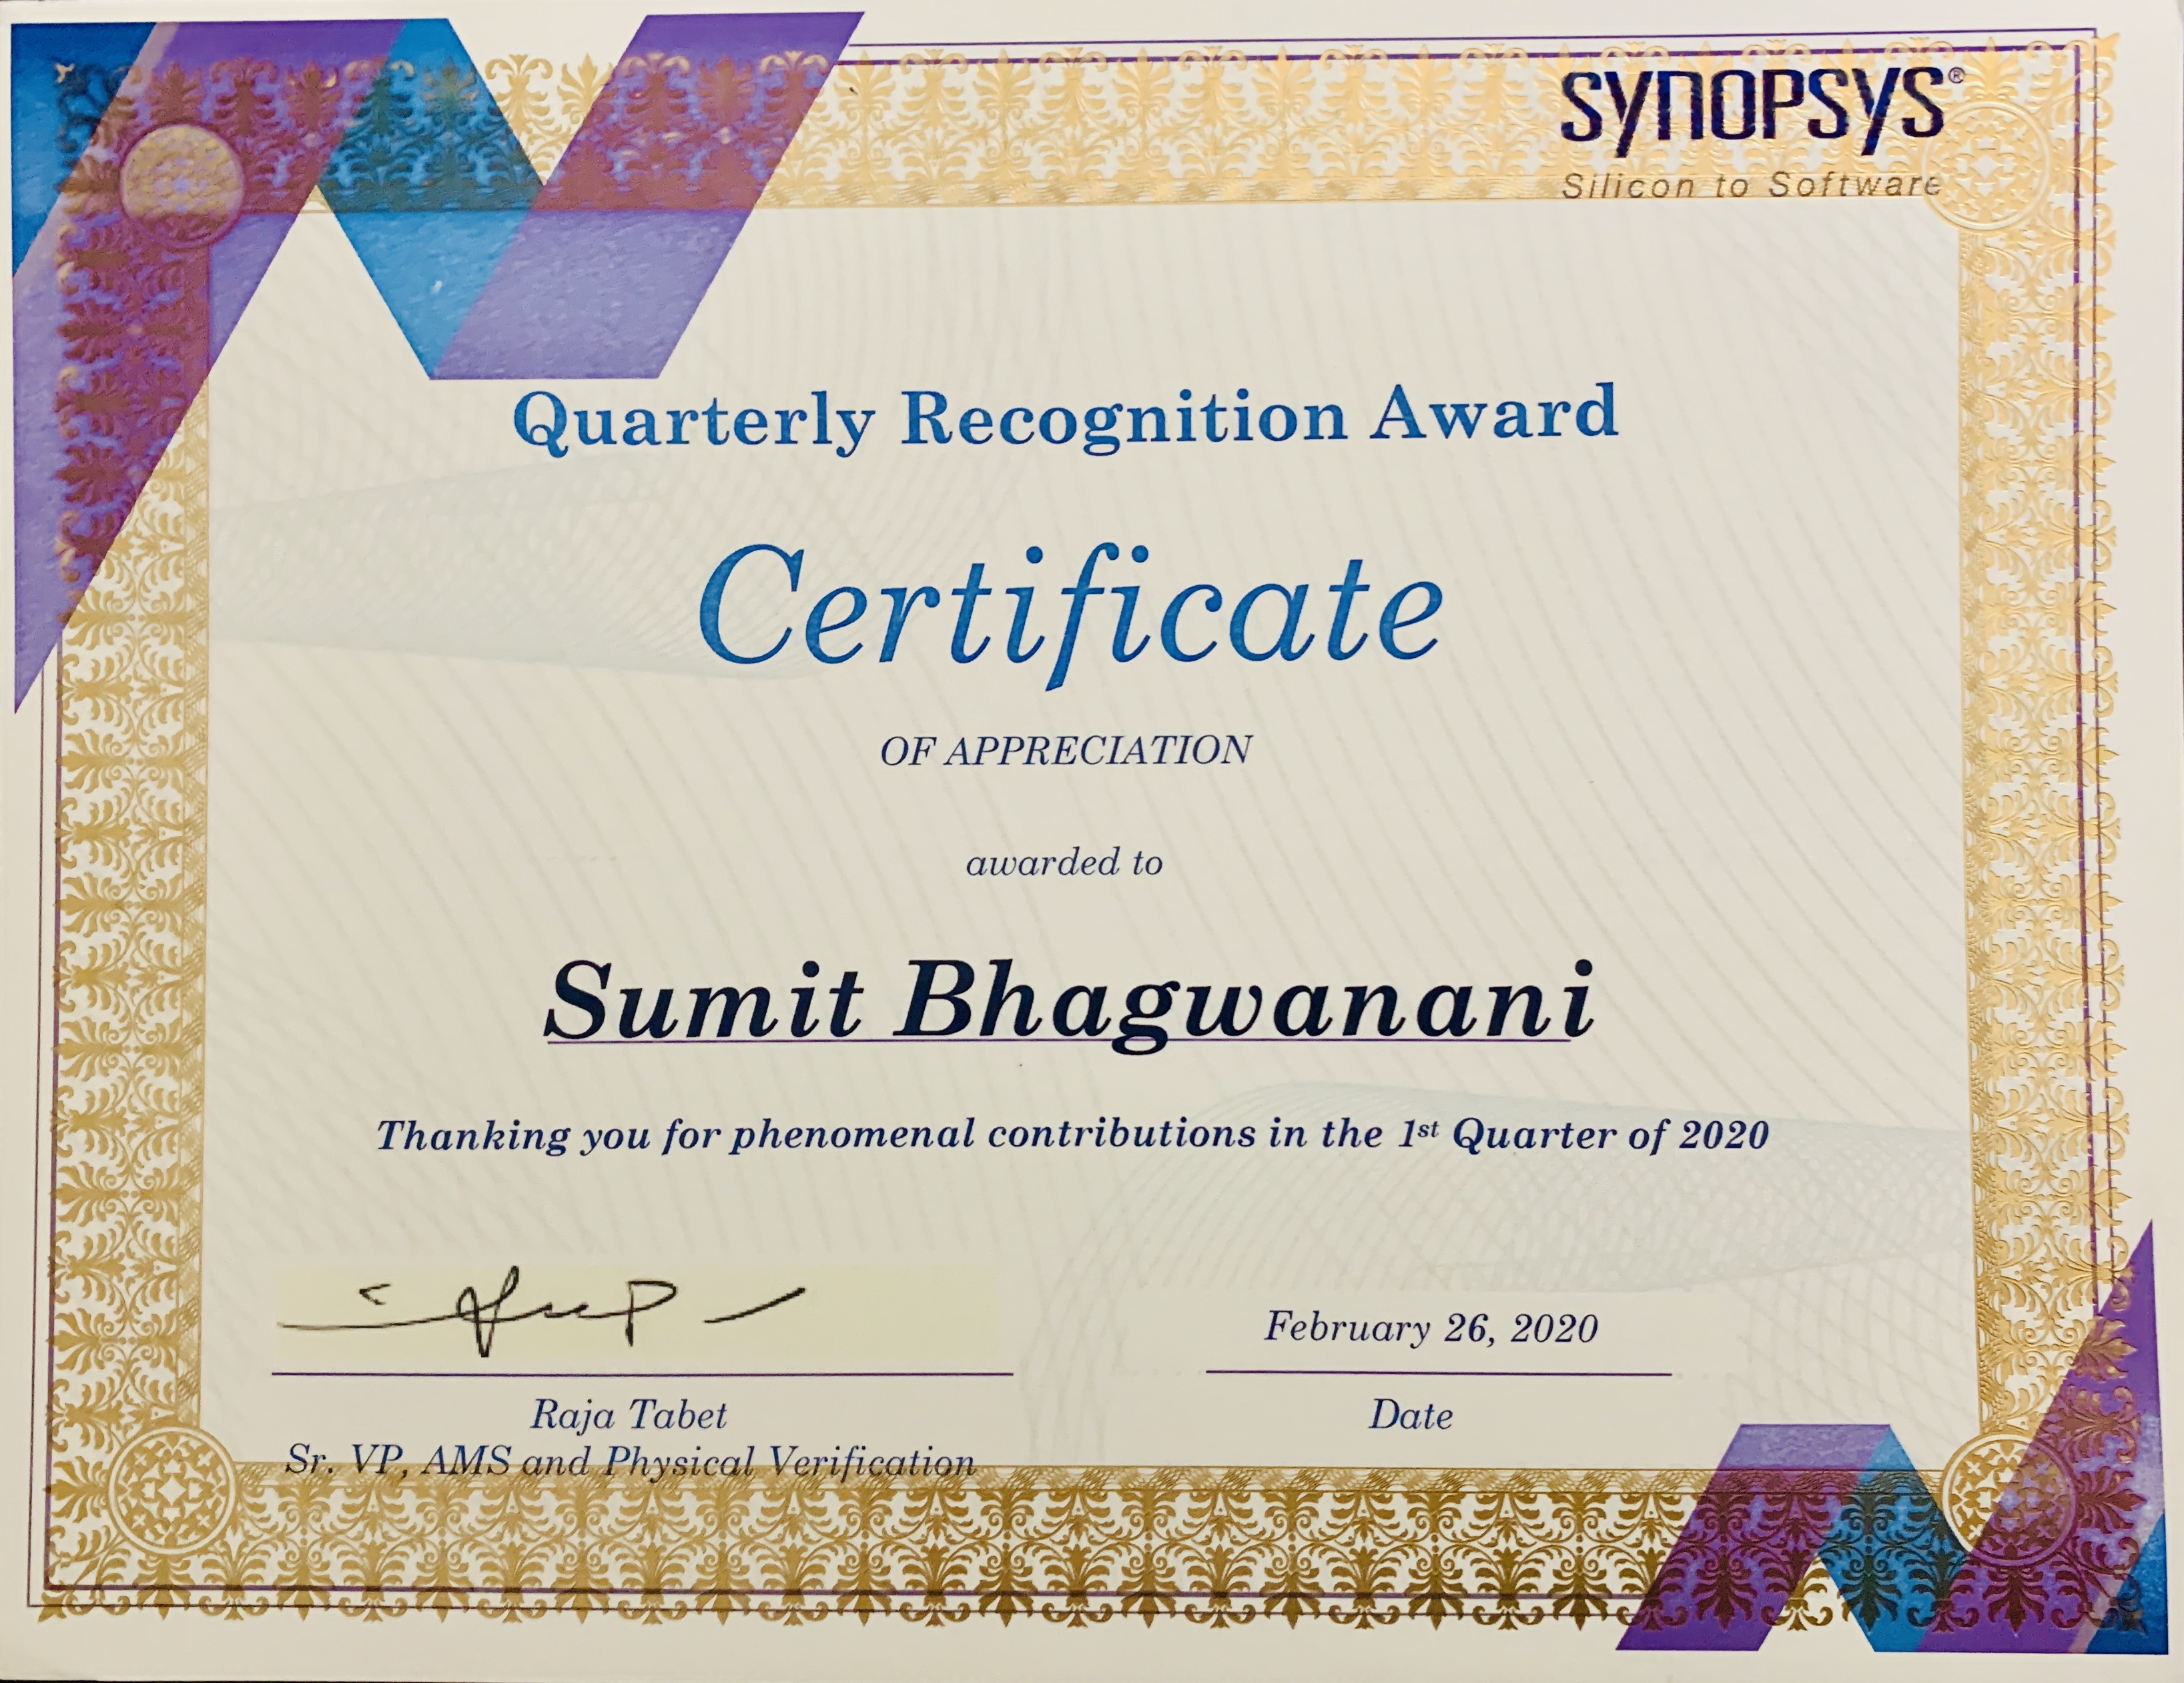 SYNOPSYS®
Silicon to Software
Quarterly Recognition Award
Certificate
OF APPRECIATION
awarded to
Sumit Bhagwanani
Thanking you for phenomenal contributions in the 1st Quarter of 2020
February 26, 2020
Raja Tabet
Date
Sr. VP, AMS and Physical Verification